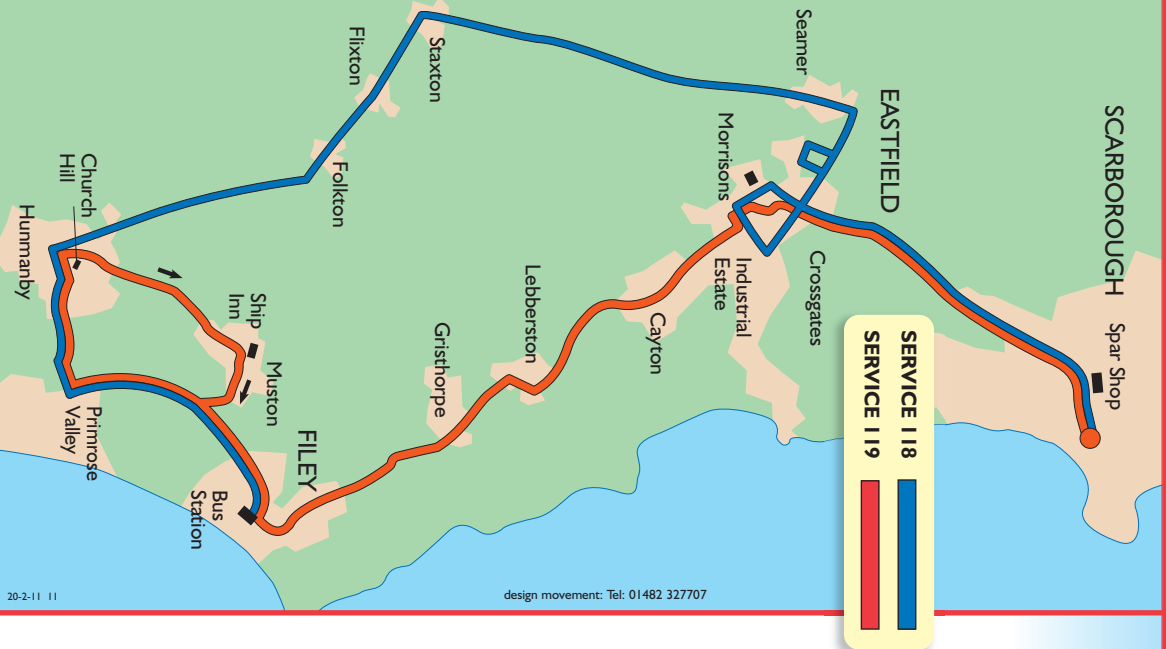 SCARBOROUGH
Spar Shop
EASTFIELD
Crossgates
SERVICE 118
SERVICE 119
Seamer
Morrisons
Industrial
Estate
Cayton
Staxton
Flixton
Folkton
Lebberston
Gristhorpe
FILEY
Ship
Inn
Muston
Bus
Station
Church
Hill
Hunmanby
Primrose
Valley
design movement: Tel: 01482 327707
20-2-11 11